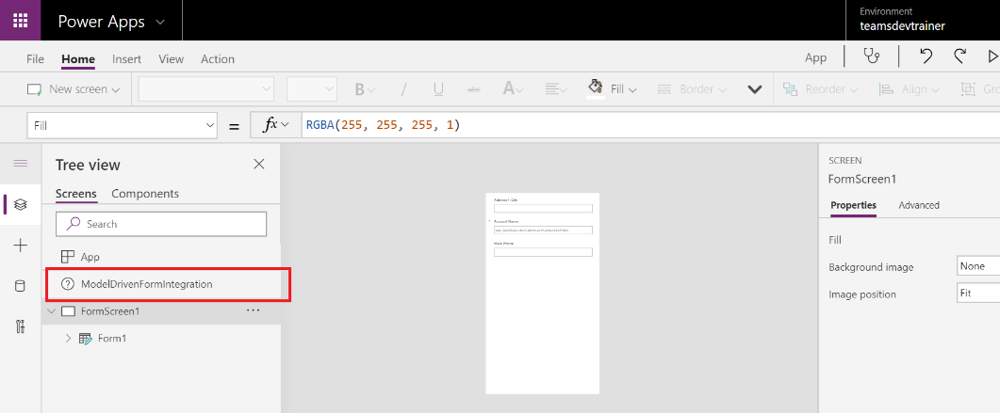 Power Apps
Environment
teamsdevtrainer
File Home Insert View Action App
New screen B / U abc A Fill Border Reorder Align Gro
Fill = fx RGBA(255, 255, 255, 1)
Tree view
Screens Components
Search
App
? ModelDrivenFormIntegration
FormScreen1 ...
Form1
Address 1: City
* Account Name
Main Phone
SCREEN
FormScreen1
Properties Advanced
Fill
Background image None
Image position Fit